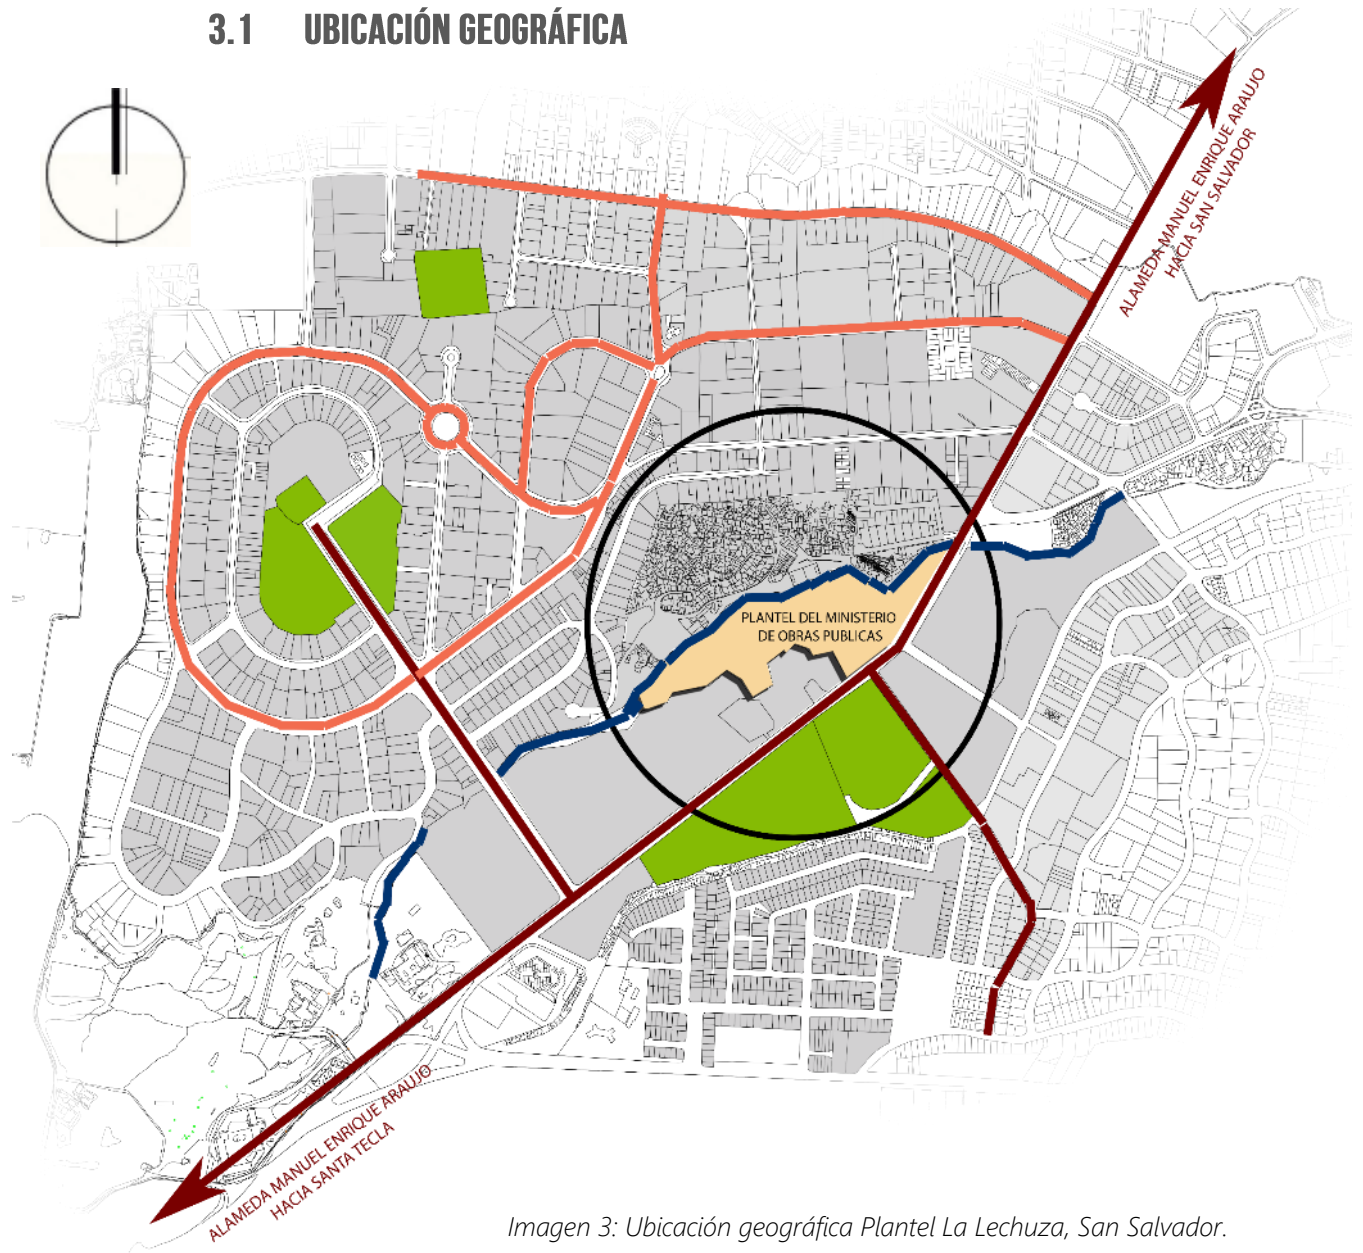 3.1 UBICACIÓN GEOGRÁFICA
ALAMEDA MANUEL ENRIQUE ARAUJO
HACIA SAN SALVADOR
PLANTEL DEL MINISTERIO
DE OBRAS PUBLICAS
ALAMEDA MANUEL ENRIQUE ARAUJO
HACIA SANTA TECLA
Imagen 3: Ubicación geográfica Plantel La Lechuza, San Salvador.